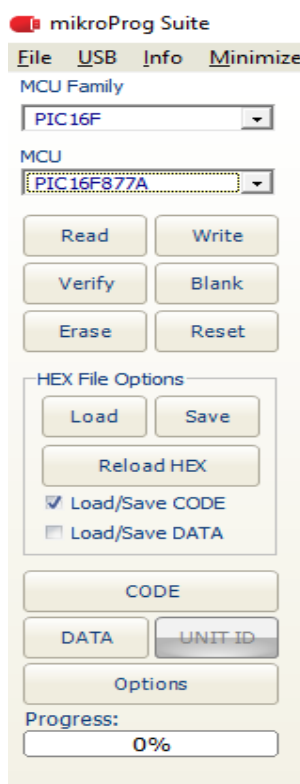 mikroProg Suite
File USB Info Minimize
MCU Family
PIC16F
MCU
PIC16F877A
Read Write
Verify Blank
Erase Reset
HEX File Options
Load Save
Reload HEX
Load/Save CODE
Load/Save DATA
CODE
DATA UNIT ID
Options
Progress:
0%